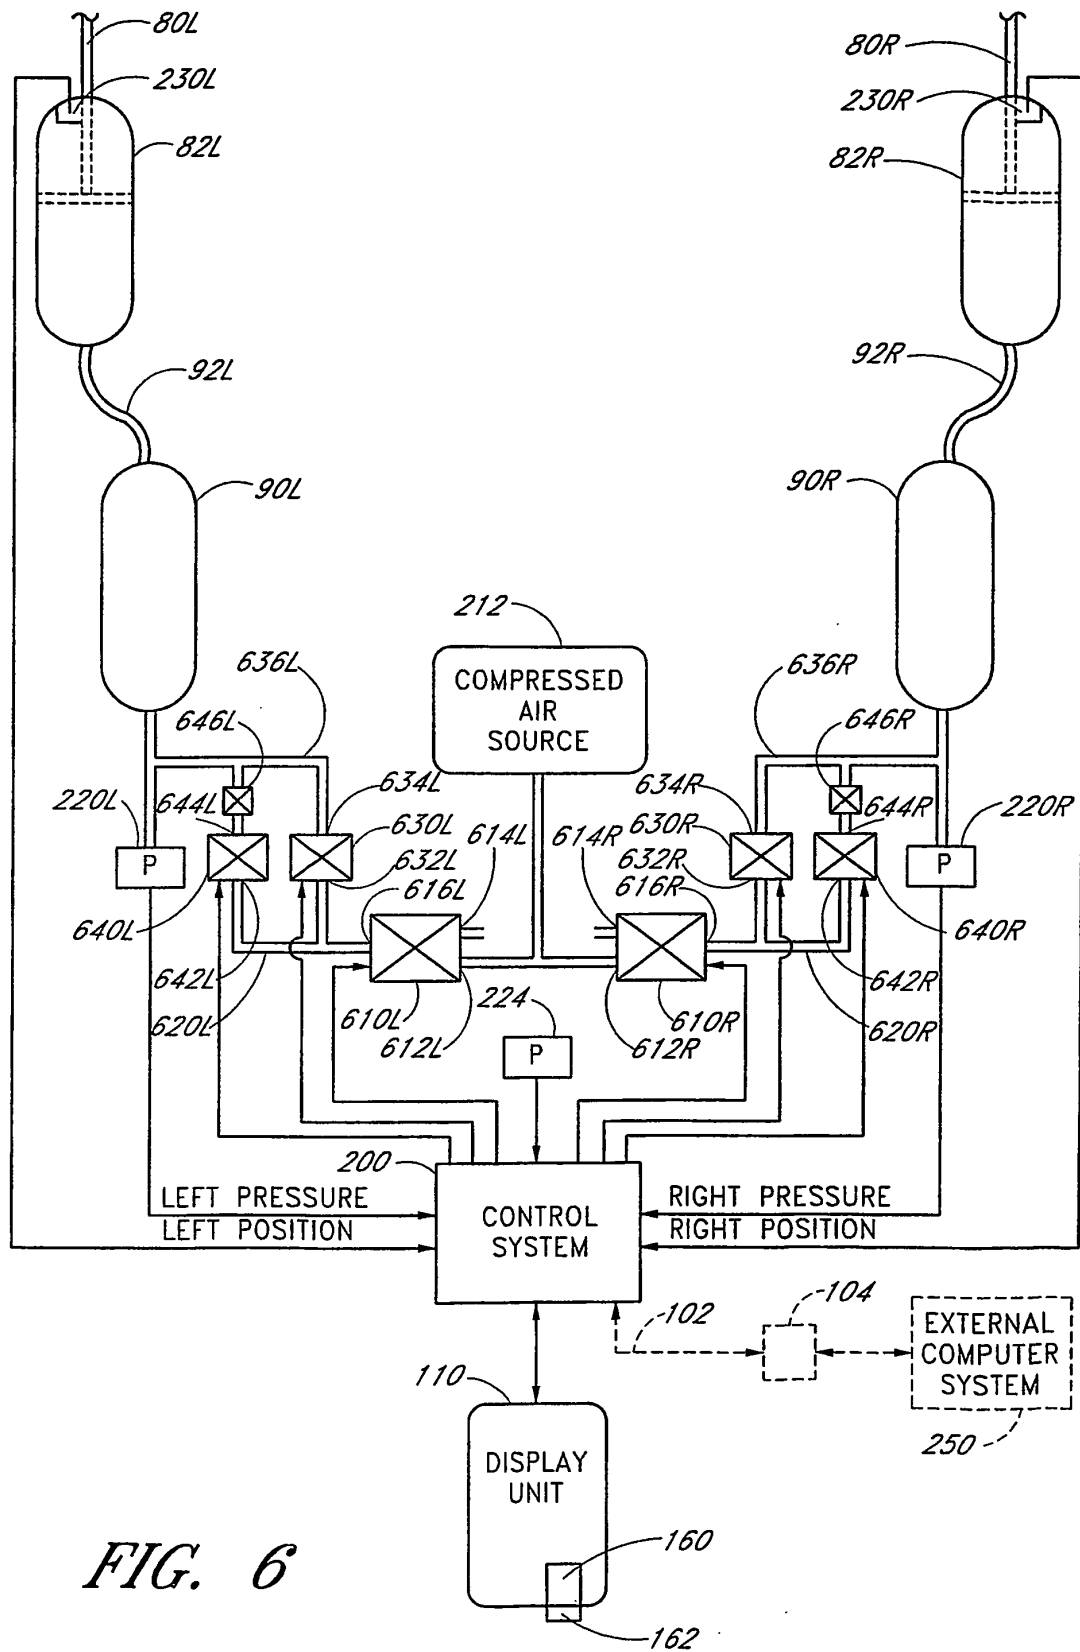 80L
80R
230L
230R
82L
82R
92L
92R
90L
90R
212
COMPRESSED
AIR
SOURCE
636L
636R
646L
646R
220L
644L
634L
634R
644R
220R
630L
614L
614R
630R
P
P
632L
632R
616L
616R
640L
640R
642L
224
642R
620L
610L
610R
620R
612L
612R
P
200
LEFT PRESSURE
RIGHT PRESSURE
LEFT POSITION
RIGHT POSITION
CONTROL
SYSTEM
102
104
EXTERNAL
COMPUTER
SYSTEM
110
250
DISPLAY
UNIT
FIG. 6
160
162